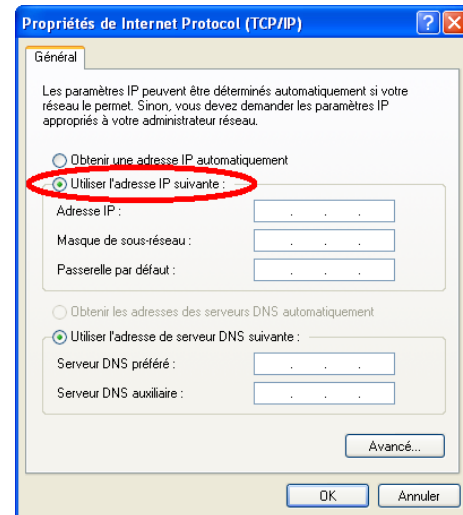 Propriétés de Internet Protocol (TCP/IP)
Général
Les paramètres IP peuvent être déterminés automatiquement si votre
réseau le permet. Sinon, vous devez demander les paramètres IP
appropriés à votre administrateur réseau.
Obtenir une adresse IP automatiquement
Utiliser l'adresse IP suivante :
Adresse IP :
Masque de sous-réseau :
Passerelle par défaut :
Obtenir les adresses des serveurs DNS automatiquement
Utiliser l'adresse de serveur DNS suivante :
Serveur DNS préféré :
Serveur DNS auxiliaire :
Avancé...
OK
Annuler